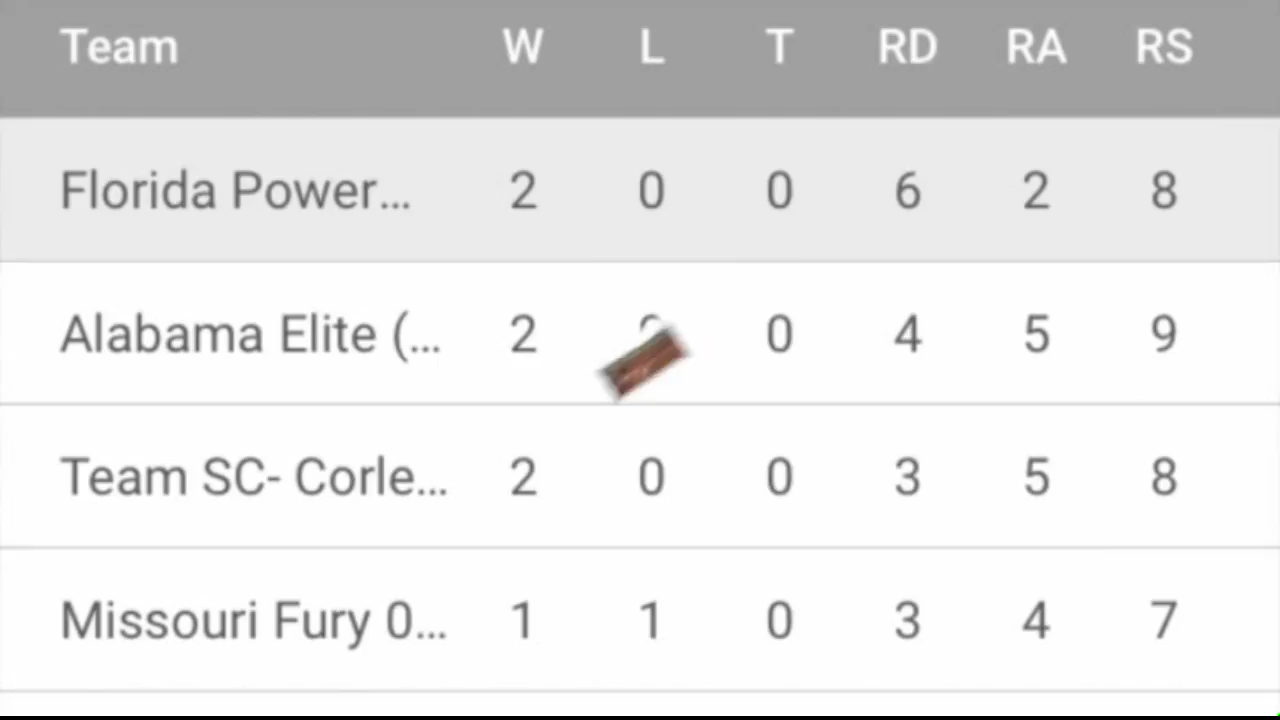 Team W L T RD RA RS
Florida Power... 2 0 0 6 2 8
Alabama Elite (... 2 0 4 5 9
Team SC- Corle... 2 0 0 3 5 8
Missouri Fury 0... 1 1 0 3 4 7